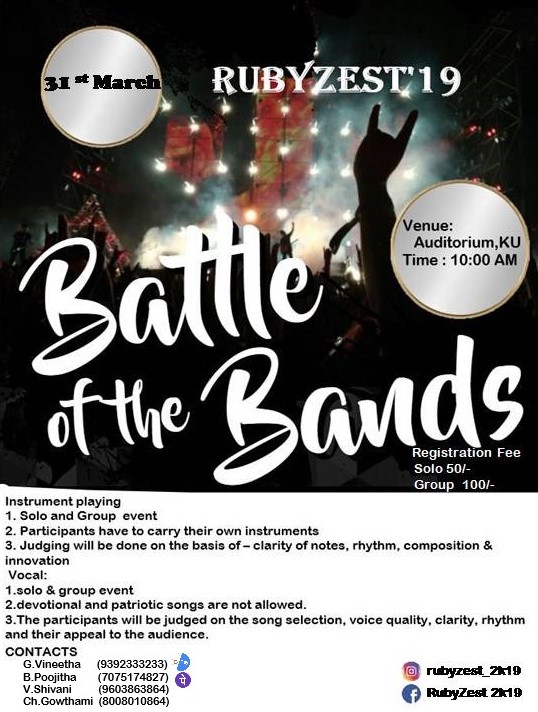 31 st March
RUBYZEST'19
Venue:
Auditorium,KU
Time : 10:00 AM
Battle
of the Bands
Registration Fee
Solo 50/-
Group 100/-
Instrument playing
1. Solo and Group event
2. Participants have to carry their own instruments
3. Judging will be done on the basis of – clarity of notes, rhythm, composition &
innovation
Vocal:
1.solo & group event
2.devotional and patriotic songs are not allowed.
3.The participants will be judged on the song selection, voice quality, clarity, rhythm
and their appeal to the audience.
CONTACTS
G.Vineetha (9392333233)
B.Poojitha (7075174827)
V.Shivani (9603863864)
Ch.Gowthami (8008010864)
rubyzest_2k19
RubyZest 2k19